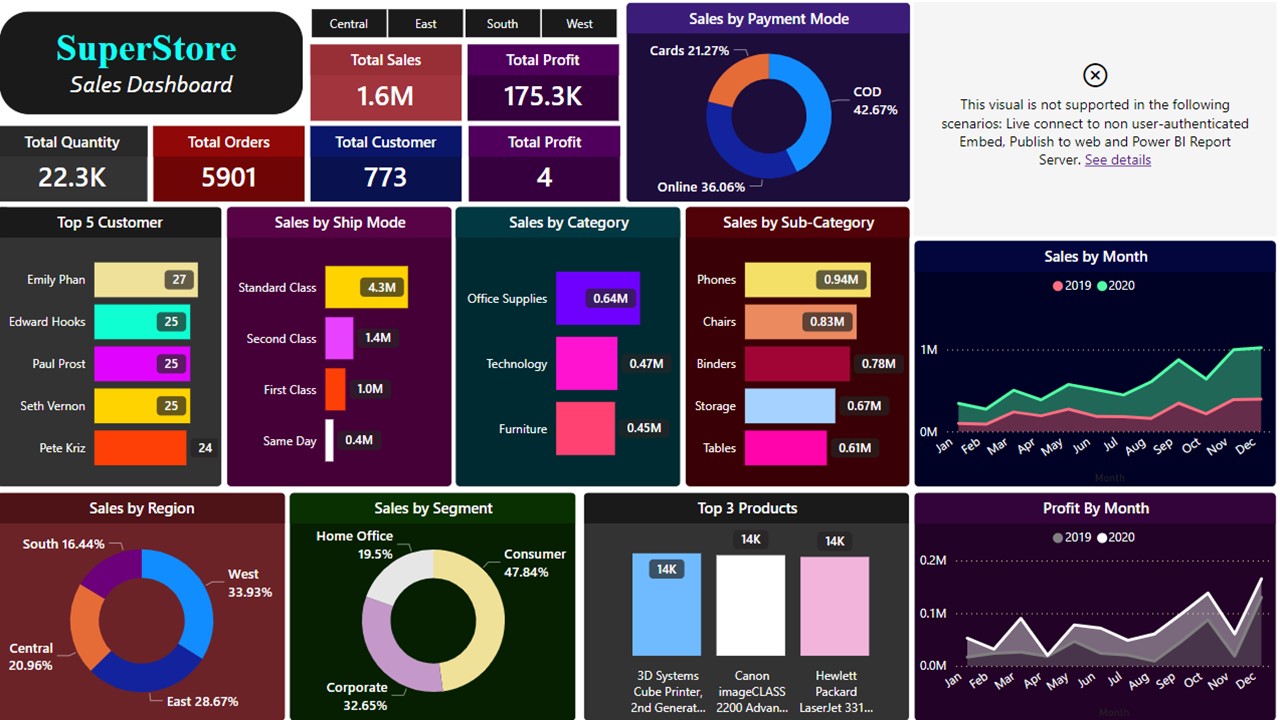 SuperStore
Sales Dashboard
Central
East
South
West
Total Sales
1.6M
Total Profit
175.3K
Total Quantity
22.3K
Total Orders
5901
Total Customer
773
Total Profit
4
Sales by Payment Mode
Cards 21.27%
COD
42.67%
Online 36.06%
This visual is not supported in the following
scenarios: Live connect to non user-authenticated
Embed, Publish to web and Power BI Report
Server. See details
Top 5 Customer
Emily Phan
27
Edward Hooks
25
Paul Prost
25
Seth Vernon
25
Pete Kriz
24
Sales by Ship Mode
Standard Class
4.3M
Second Class
1.4M
First Class
1.0M
Same Day
0.4M
Sales by Category
Office Supplies
0.64M
Technology
0.47M
Furniture
0.45M
Sales by Sub-Category
Phones
0.94M
Chairs
0.83M
Binders
0.78M
Storage
0.67M
Tables
0.61M
Sales by Month
2019
2020
1M
0M
Jan
Feb
Mar
Apr
May
Jun
Jul
Aug
Sep
Oct
Nov
Dec
Month
Sales by Region
South 16.44%
West
33.93%
Central
20.96%
East 28.67%
Sales by Segment
Home Office
19.5%
Consumer
47.84%
Corporate
32.65%
Top 3 Products
14K
14K
14K
3D Systems
Cube Printer,
2nd Generat...
Canon
imageCLASS
2200 Advan...
Hewlett
Packard
LaserJet 331...
Profit By Month
2019
2020
0.2M
0.1M
0.0M
Jan
Feb
Mar
Apr
May
Jun
Jul
Aug
Sep
Oct
Nov
Dec
Month